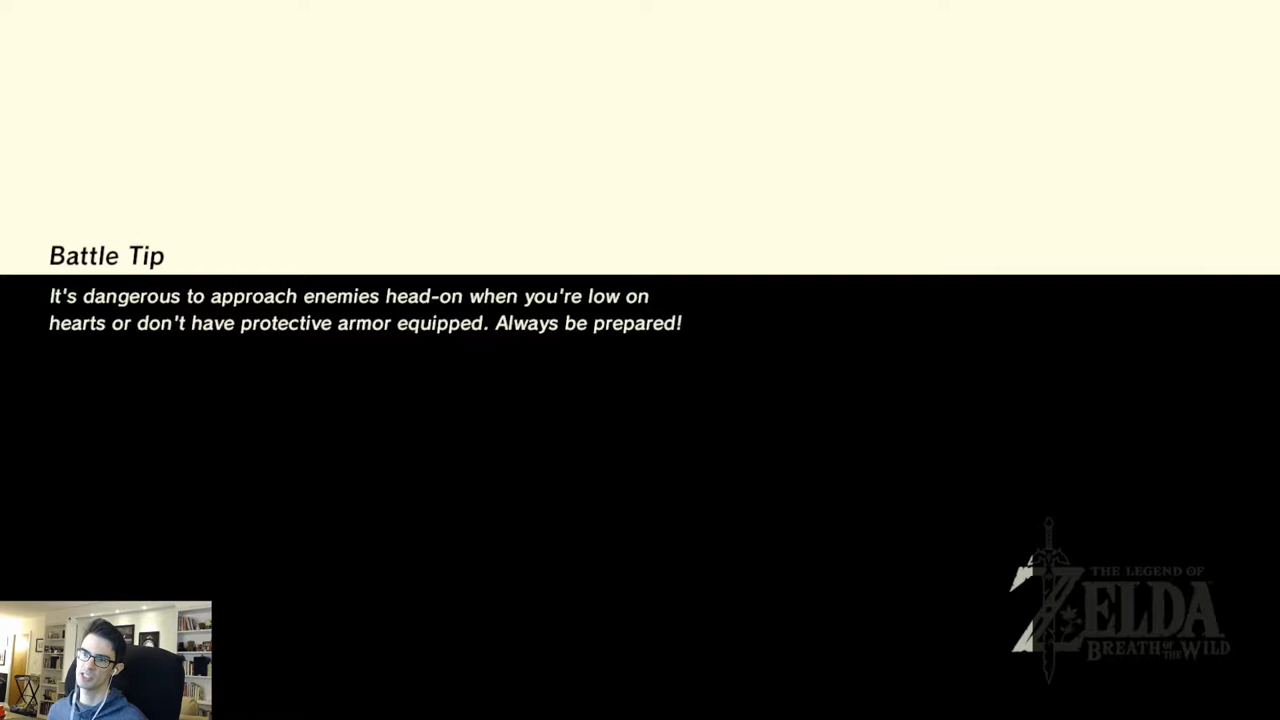 Battle Tip
It's dangerous to approach enemies head-on when you're low on
hearts or don't have protective armor equipped. Always be prepared!
THE LEGEND OF
ZELDA
BREATH OF THE WILD